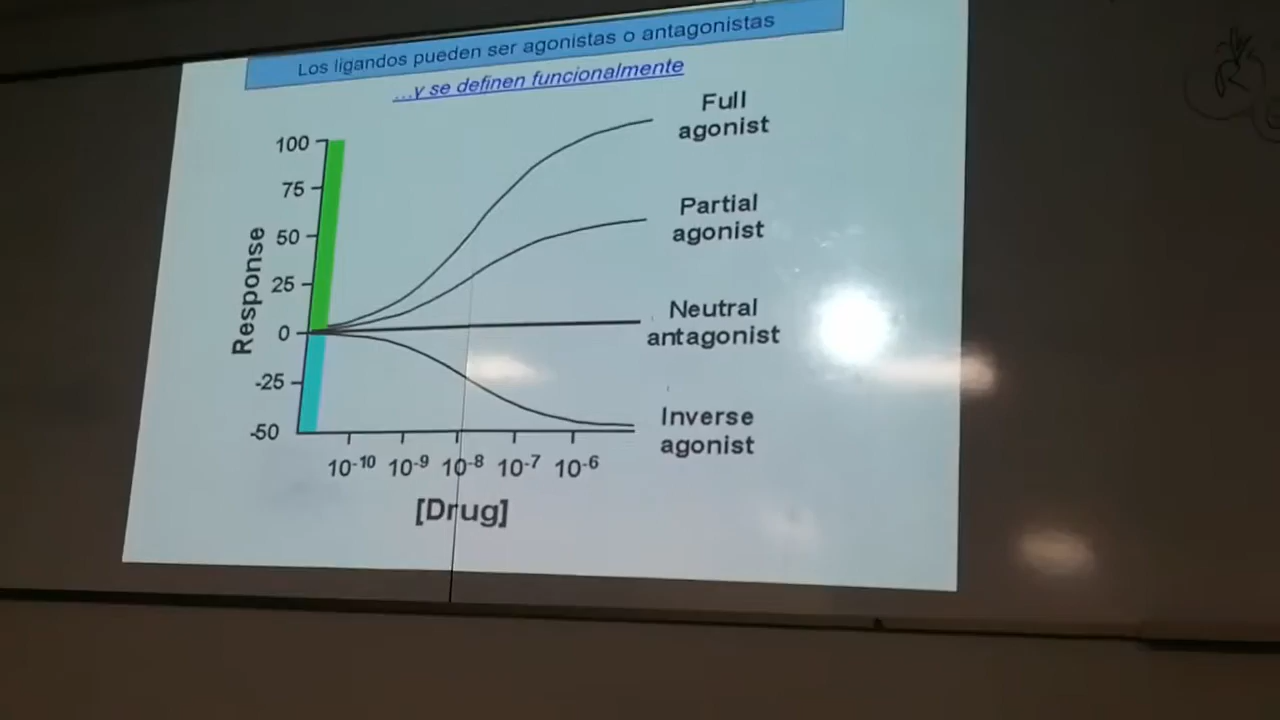 Los ligandos pueden ser agonistas o antagonistas
...y se definen funcionalmente
Full
agonist
Partial
agonist
Neutral
antagonist
Inverse
agonist
Response
100
75
50
25
0
-25
-50
10-10 10-9 10-8 10-7 10-6
[Drug]